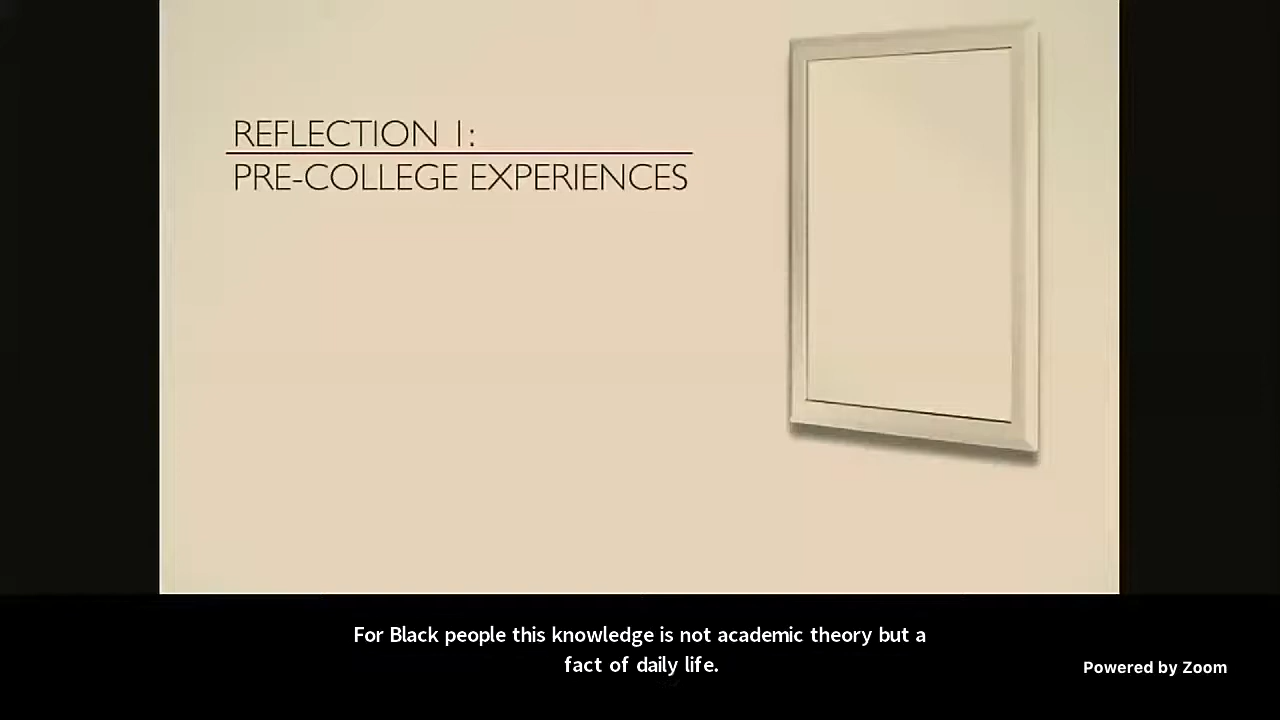 REFLECTION 1:
PRE-COLLEGE EXPERIENCES
For Black people this knowledge is not academic theory but a
fact of daily life.
Powered by Zoom